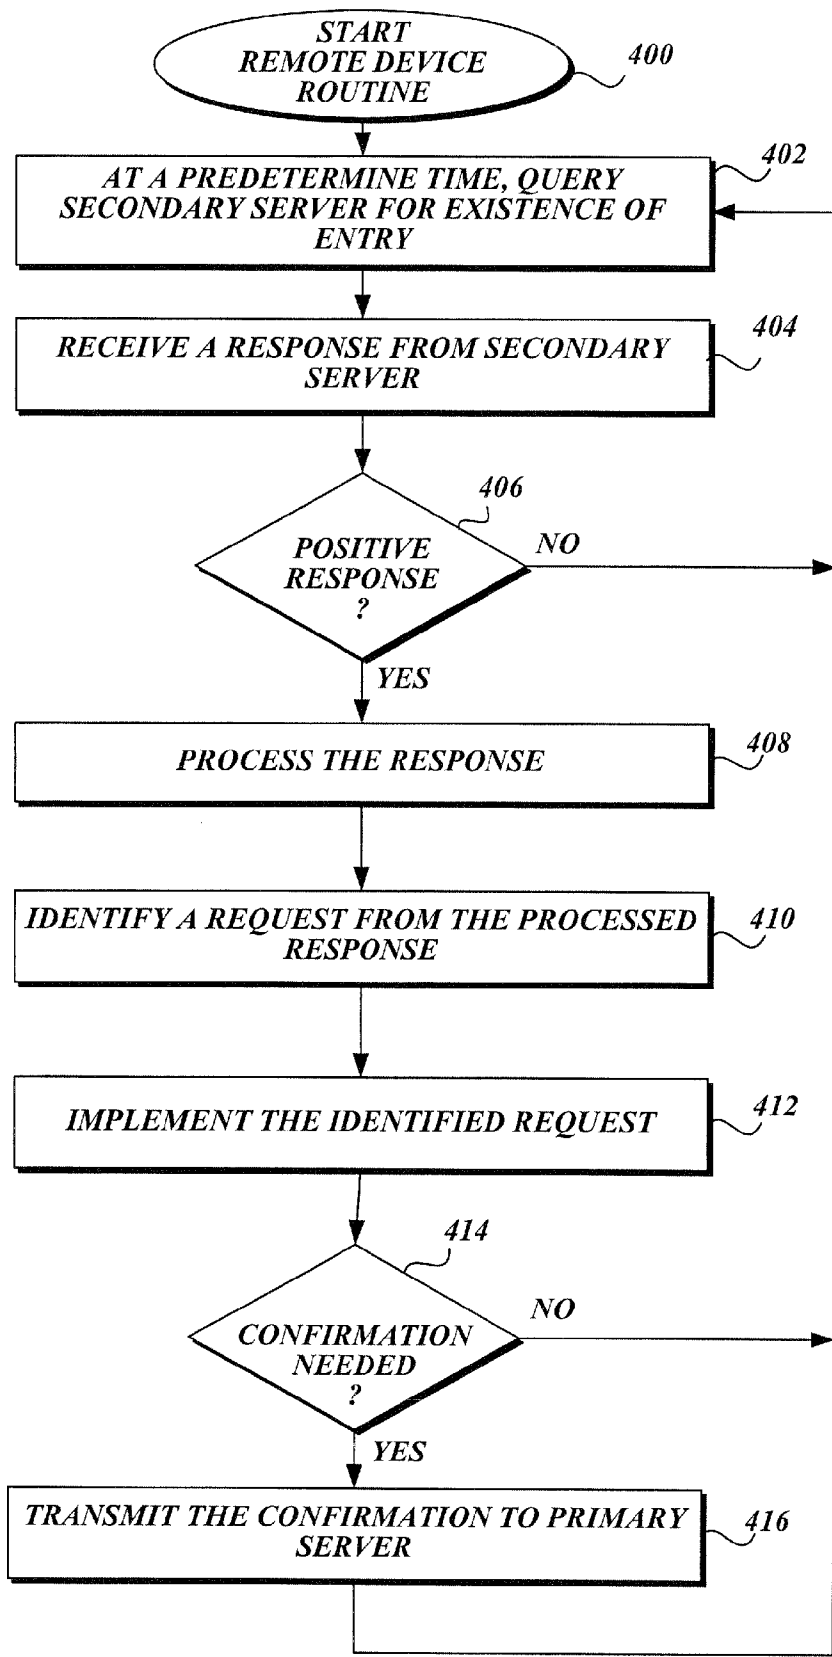 START
REMOTE DEVICE
ROUTINE
400
AT A PREDETERMINE TIME, QUERY
SECONDARY SERVER FOR EXISTENCE OF
ENTRY
402
RECEIVE A RESPONSE FROM SECONDARY
SERVER
404
406
POSITIVE
RESPONSE
?
NO
YES
PROCESS THE RESPONSE
408
IDENTIFY A REQUEST FROM THE PROCESSED
RESPONSE
410
IMPLEMENT THE IDENTIFIED REQUEST
412
414
CONFIRMATION
NEEDED
?
NO
YES
TRANSMIT THE CONFIRMATION TO PRIMARY
SERVER
416